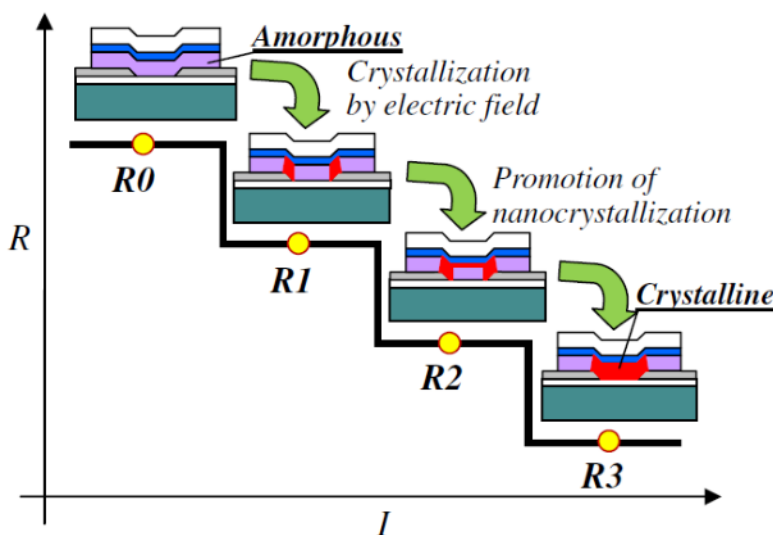 Amorphous
Crystallization
by electric field
R0
Promotion of
nanocrystallization
R
R1
Crystalline
R2
R3
I